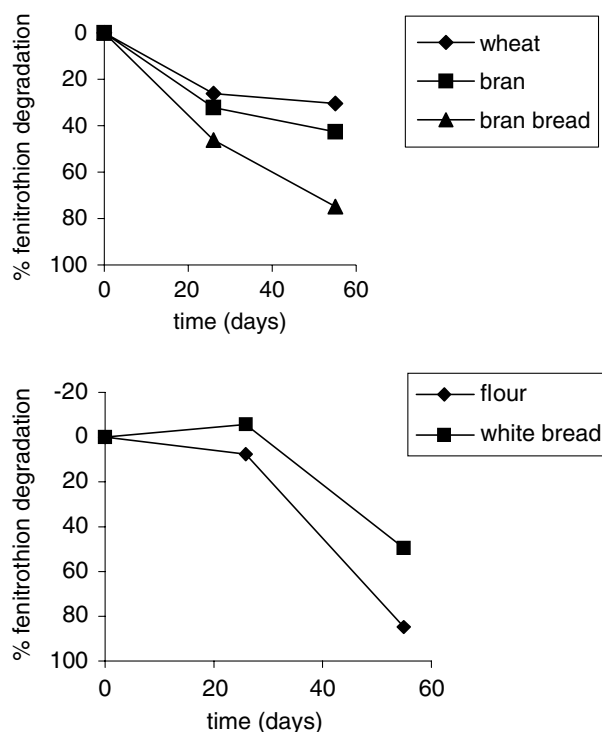 % fenitrothion degradation
0
20
40
60
80
100
0 20 40 60
time (days)
wheat
bran
bran bread
% fenitrothion degradation
-20
0
20
40
60
80
100
0 20 40 60
time (days)
flour
white bread